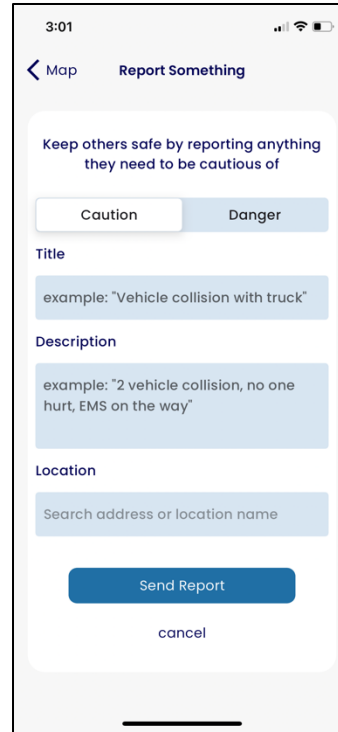 3:01
Map Report Something
Keep others safe by reporting anything
they need to be cautious of
Caution Danger
Title
example: "Vehicle collision with truck"
Description
example: "2 vehicle collision, no one
hurt, EMS on the way"
Location
Search address or location name
Send Report
cancel